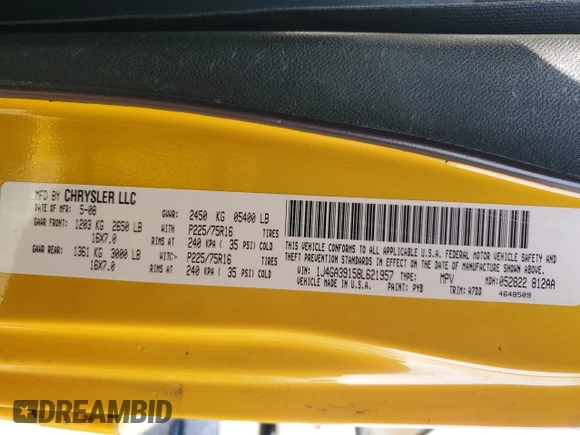 MFD BY CHRYSLER LLC
DATE OF MFR: 5-08 GVWR: 2450 KG 05400 LB
GAWR FRONT: 1203 KG 2650 LB WITH P225/75R16 TIRES
16X7.0 RIMS AT 240 KPA ( 35 PSI) COLD
GAWR REAR: 1361 KG 3000 LB WITH> P225/75R16 TIRES
16X7.0 RIMS AT 240 KPA ( 35 PSI) COLD
THIS VEHICLE CONFORMS TO ALL APPLICABLE U.S.A. FEDERAL MOTOR VEHICLE SAFETY AND
THEFT PREVENTION STANDARDS IN EFFECT ON THE DATE OF MANUFACTURE SHOWN ABOVE.
VIN: 1J4GA39158L621957 TYPE: MPV MDH: 052822 812AA
VEHICLE MADE IN U.S.A. PAINT: PYB TRIM: A7DD 4648509
DREAMBID